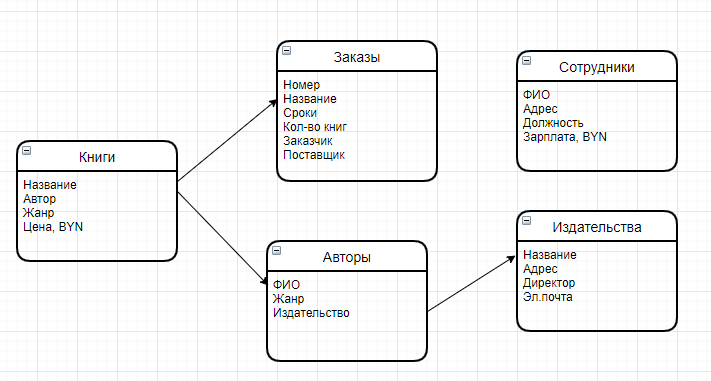 Заказы
Номер
Название
Сроки
Кол-во книг
Заказчик
Поставщик
Сотрудники
ФИО
Адрес
Должность
Зарплата, BYN
Книги
Название
Автор
Жанр
Цена, BYN
Авторы
ФИО
Жанр
Издательство
Издательства
Название
Адрес
Директор
Эл.почта